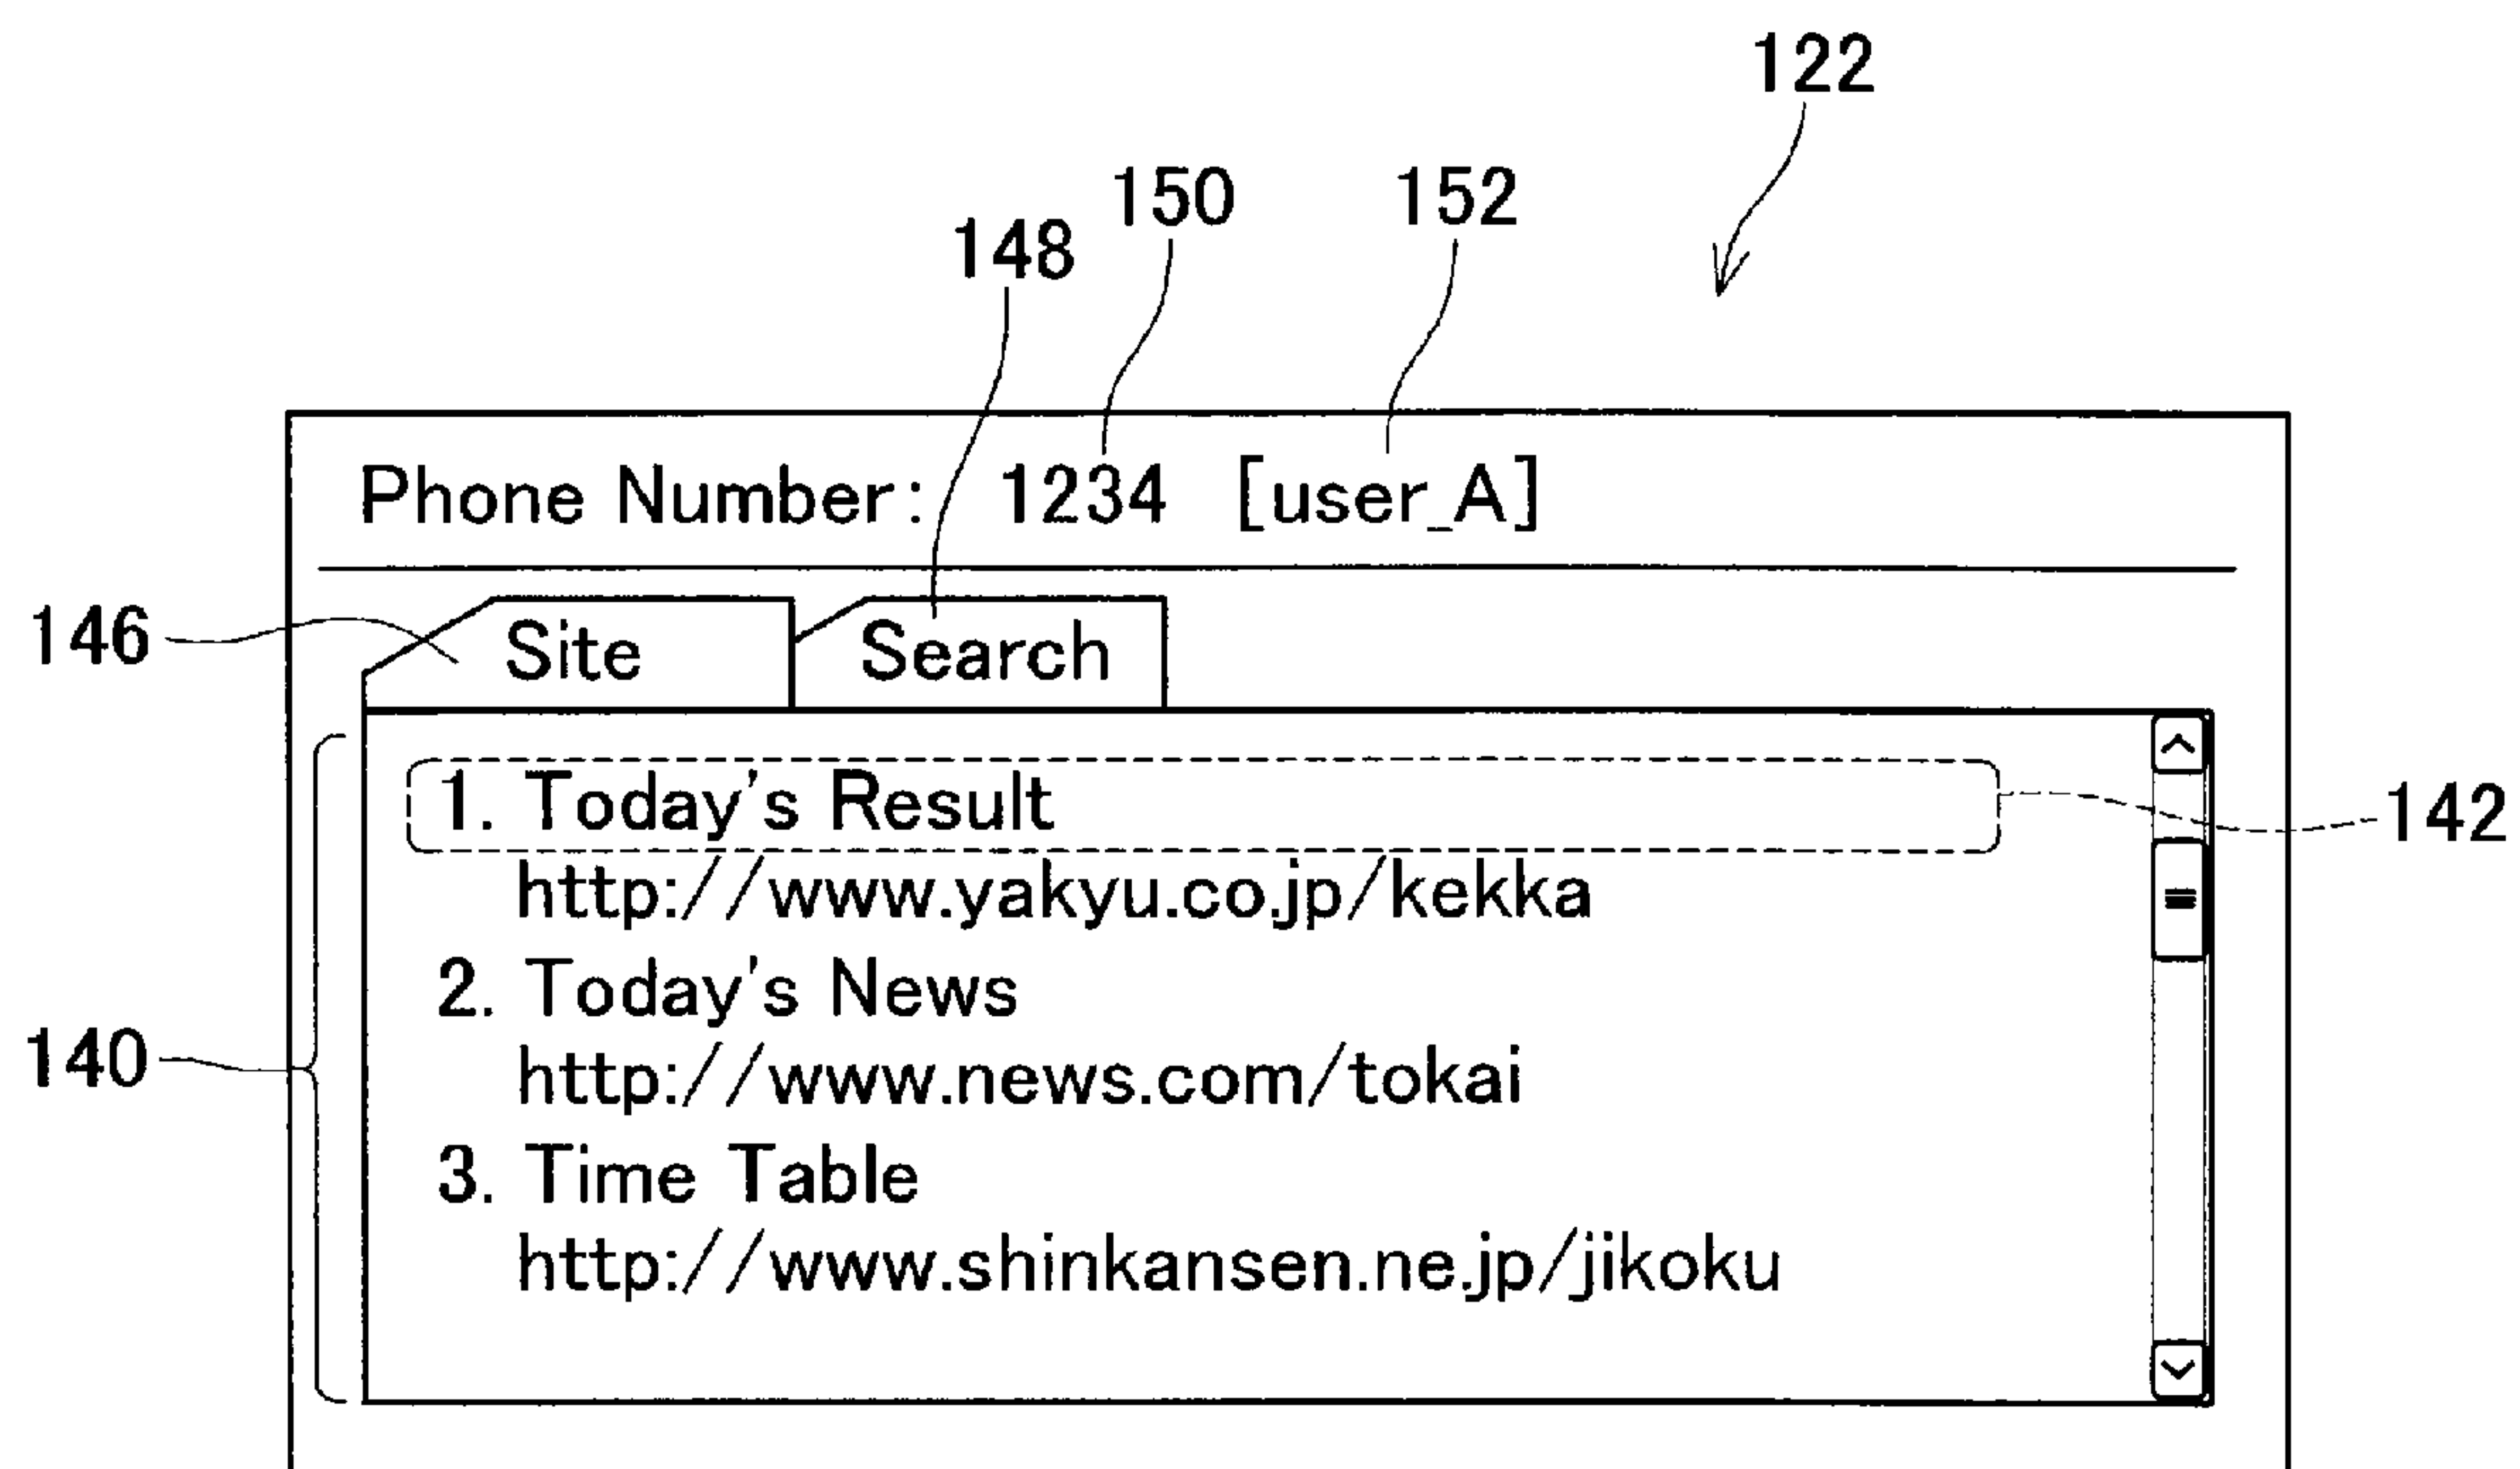 122
150 152
148
Phone Number: 1234 [user_A]
146 Site Search
1. Today's Result
142
http://www.yakyu.co.jp/kekka
2. Today's News
140
http://www.news.com/tokai
3. Time Table
http://www.shinkansen.ne.jp/jikoku